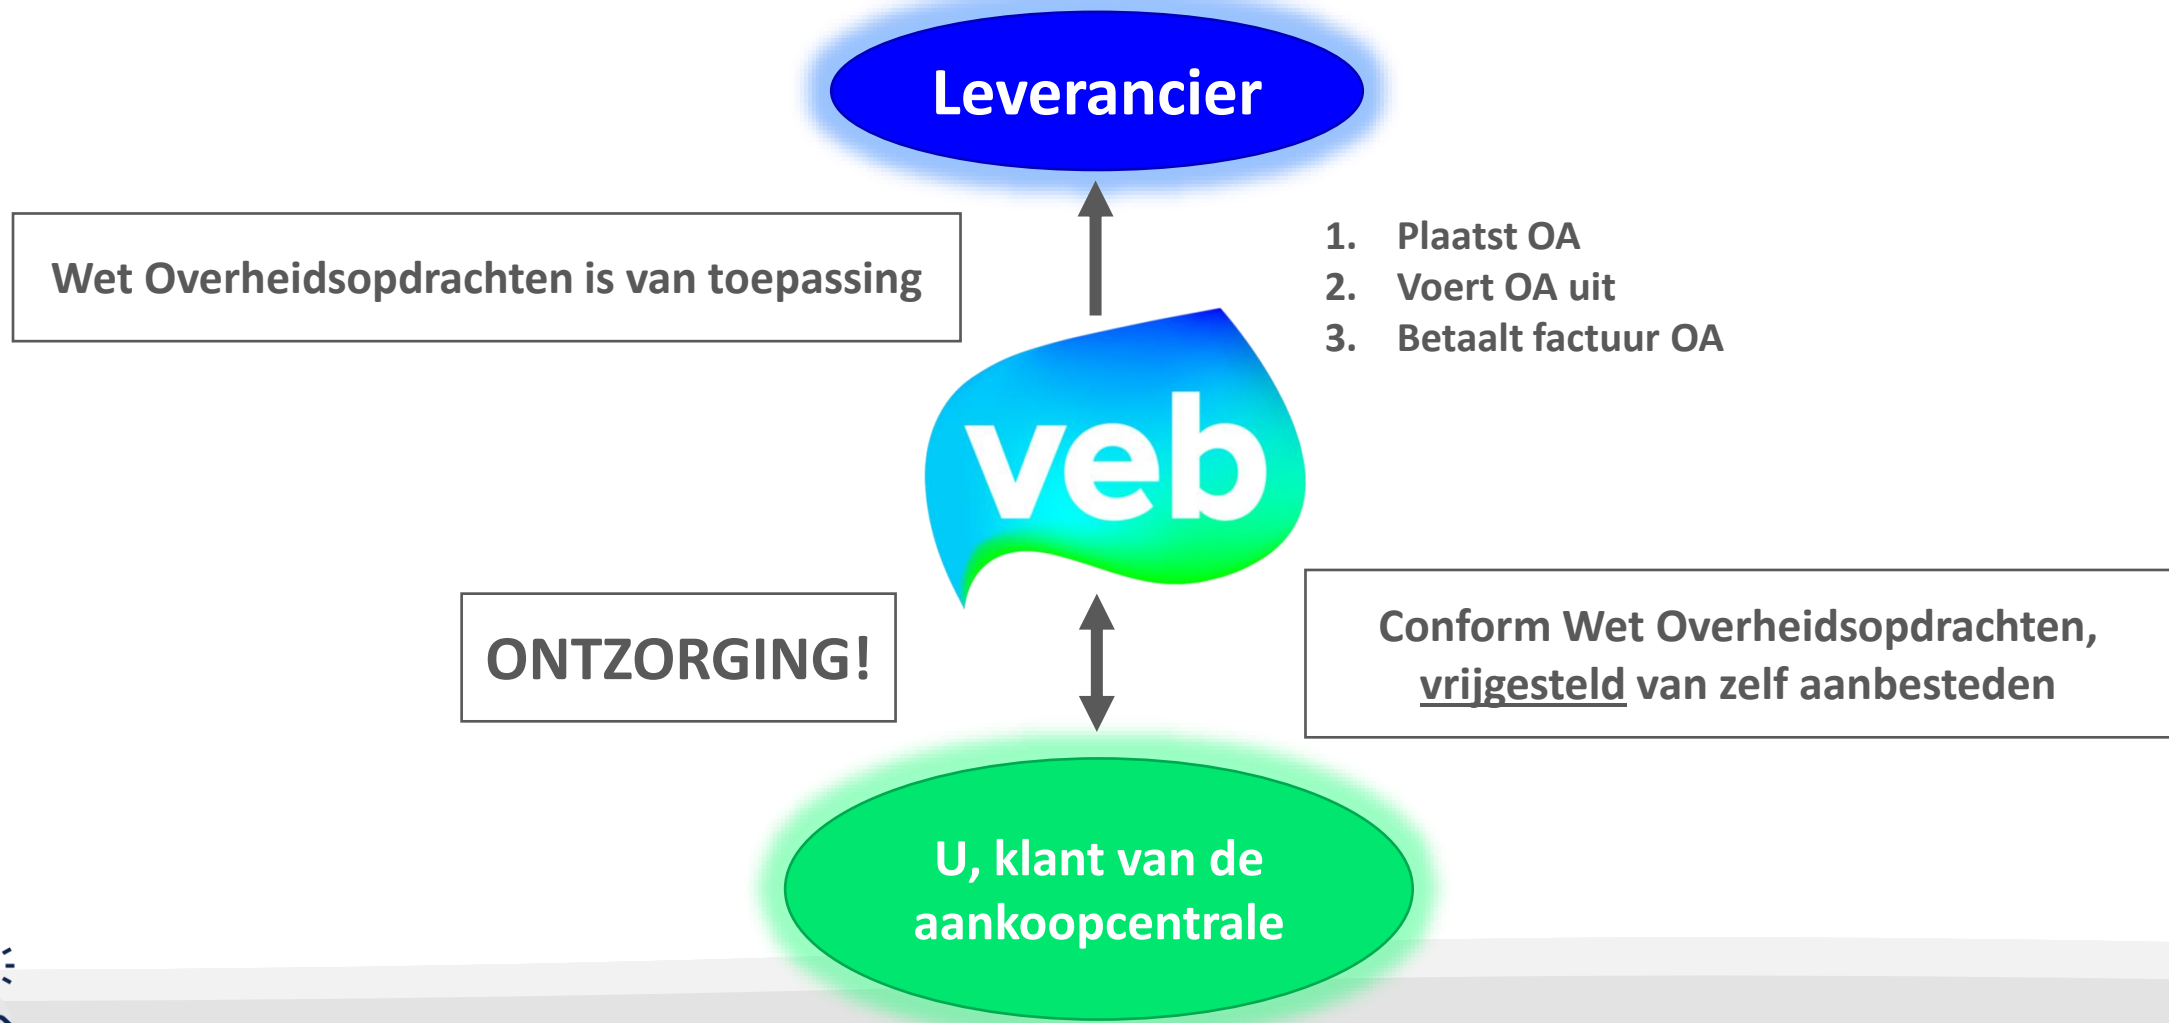 Leverancier
Wet Overheidsopdrachten is van toepassing
1. Plaatst OA
2. Voert OA uit
3. Betaalt factuur OA
veb
ONTZORGING!
Conform Wet Overheidsopdrachten,
vrijgesteld van zelf aanbesteden
U, klant van de
aankoopcentrale